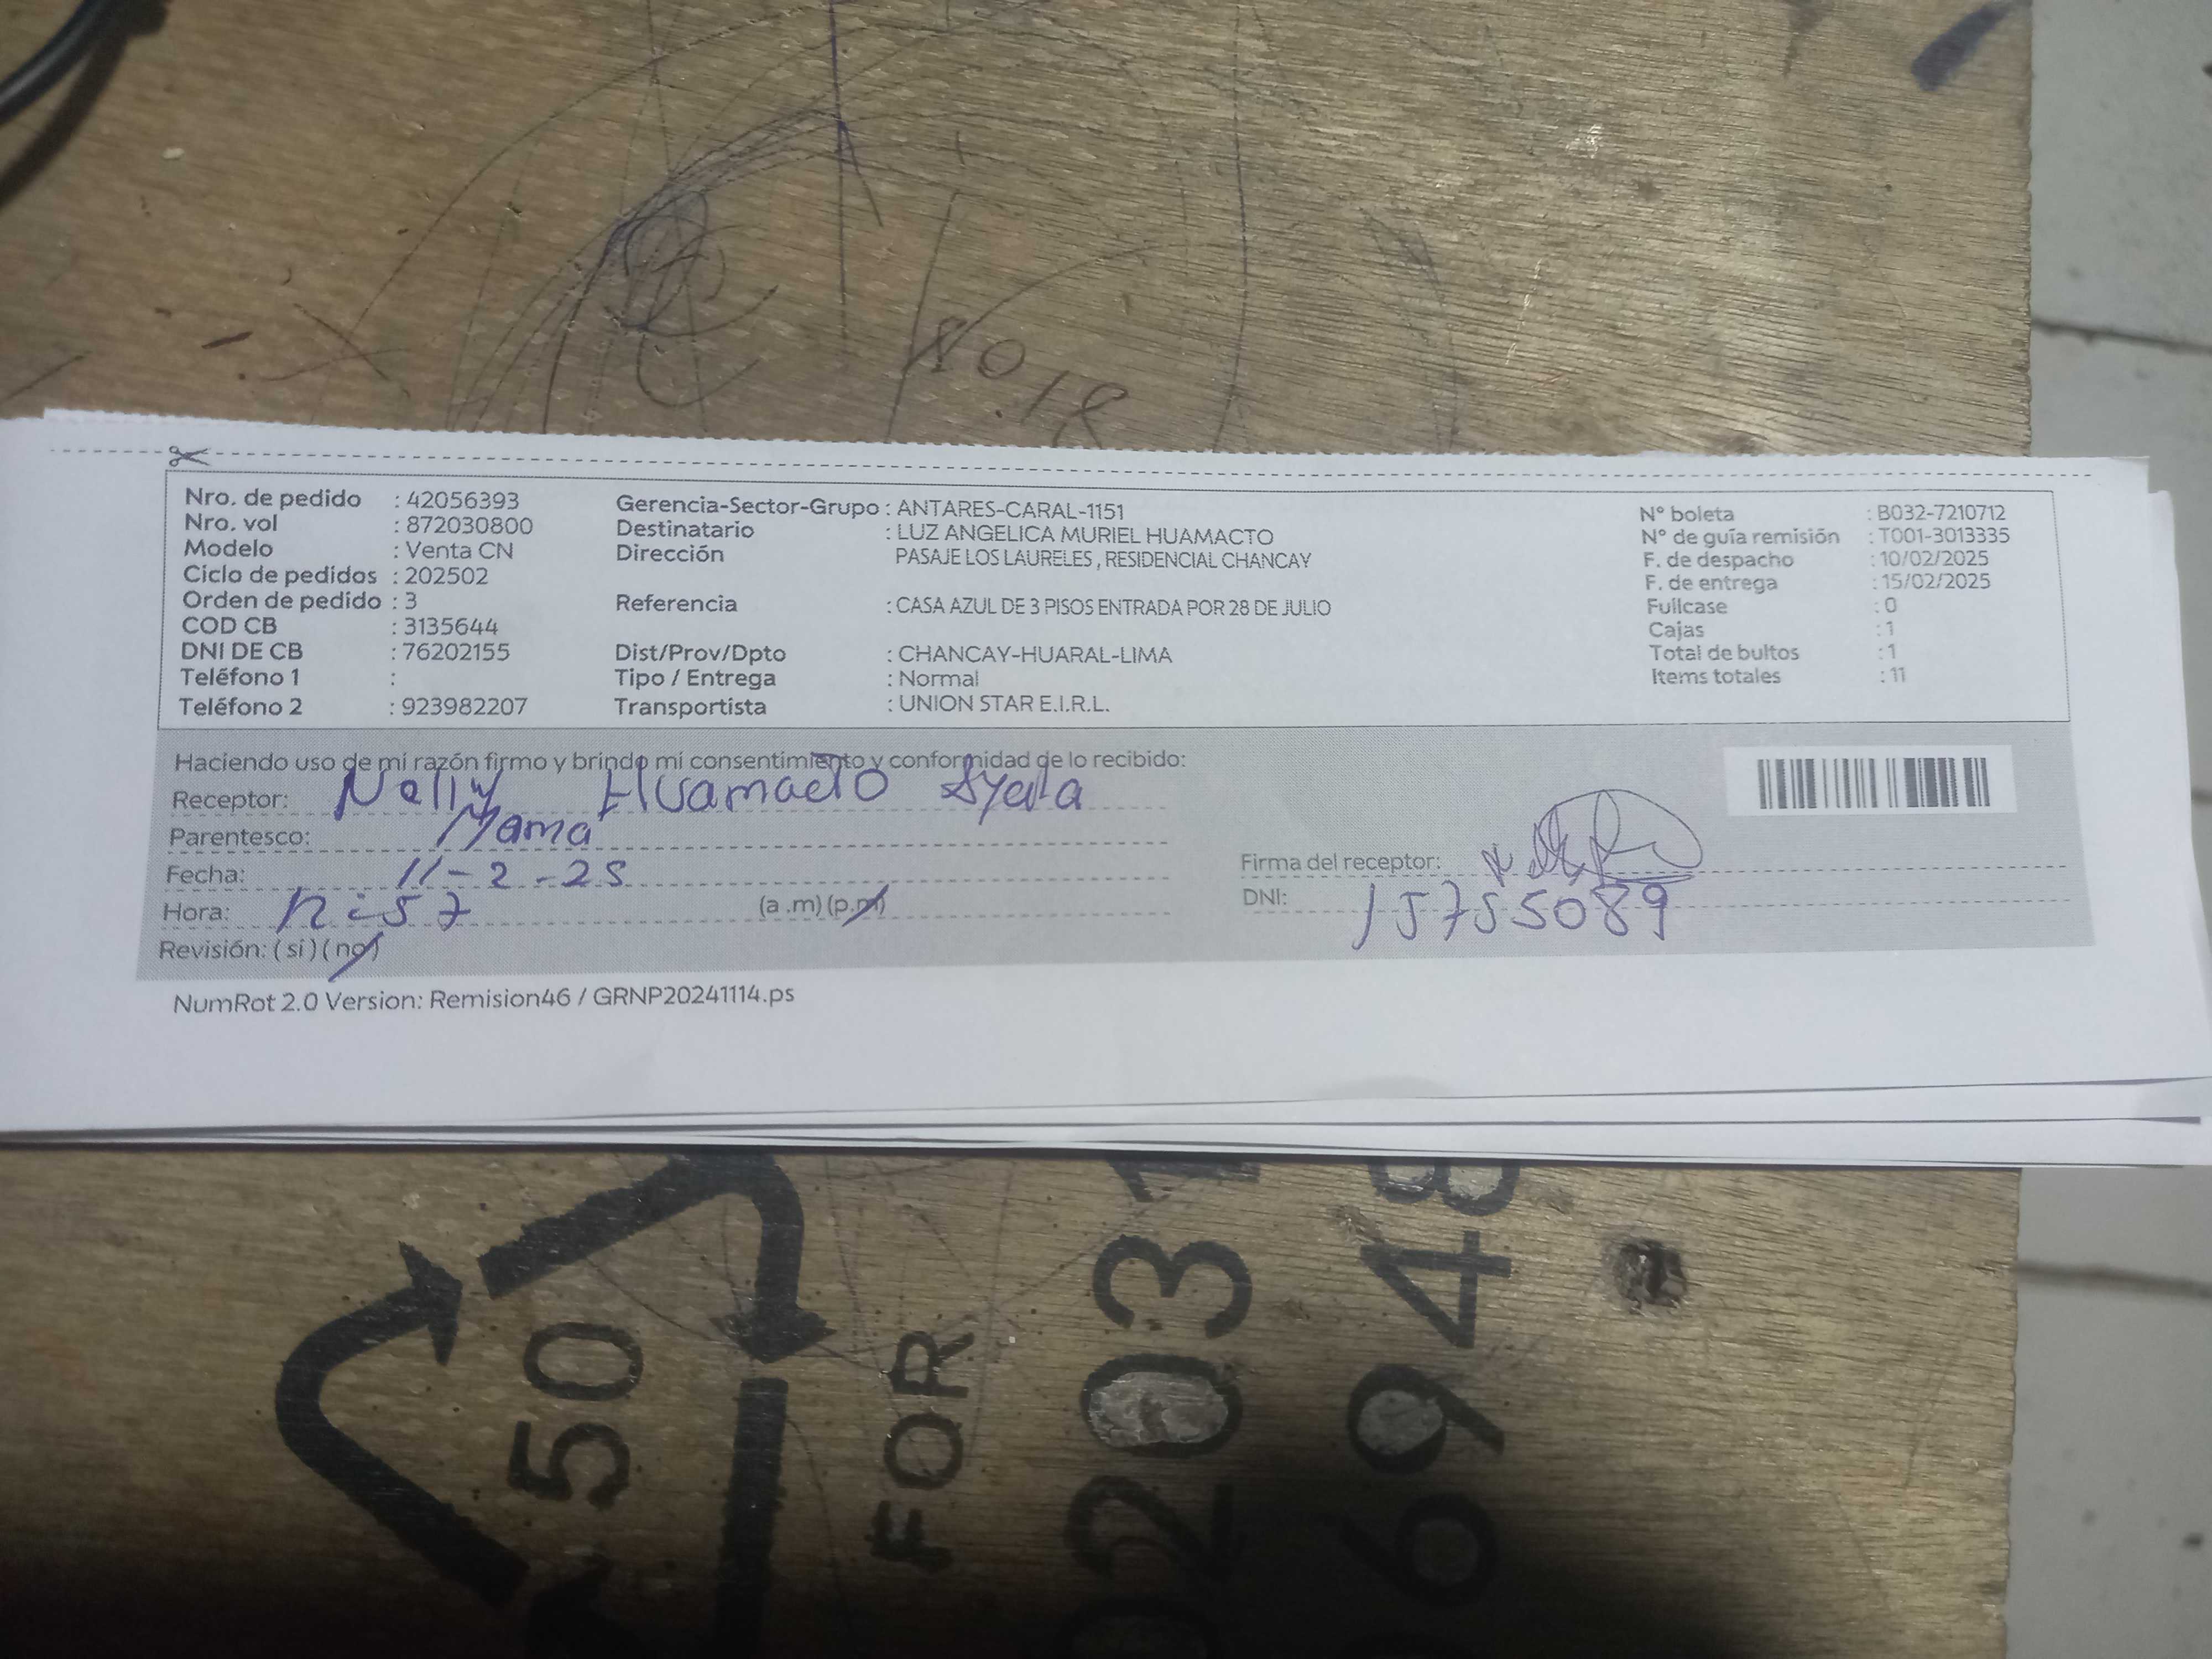 80.18
Nro. de pedido : 42056393
Nro. vol : 872030800
Modelo : Venta CN
Ciclo de pedidos : 202502
Orden de pedido : 3
COD CB : 3135644
DNI DE CB : 76202155
Teléfono 1 :
Teléfono 2 : 923982207
Gerencia-Sector-Grupo : ANTARES-CARAL-1151
Destinatario : LUZ ANGELICA MURIEL HUAMACTO
Dirección PASAJE LOS LAURELES , RESIDENCIAL CHANCAY
Referencia : CASA AZUL DE 3 PISOS ENTRADA POR 28 DE JULIO
Dist/Prov/Dpto : CHANCAY-HUARAL-LIMA
Tipo / Entrega : Normal
Transportista : UNION STAR E.I.R.L.
N° boleta : B032-7210712
N° de guía remisión : T001-3013335
F. de despacho : 10/02/2025
F. de entrega : 15/02/2025
Fullcase : 0
Cajas : 1
Total de bultos : 1
Items totales : 11
Haciendo uso de mi razón firmo y brindo mi consentimiento y conformidad de lo recibido:
Receptor: Nelly Huamacto Ayala
Parentesco: Mama
Fecha: 11-2-25
Hora: 12:57 (a .m) (p.m)
Revisión: ( si ) ( no )
Firma del receptor:
DNI: 15755089
NumRot 2.0 Version: Remision46 / GRNP20241114.ps
50
FOR